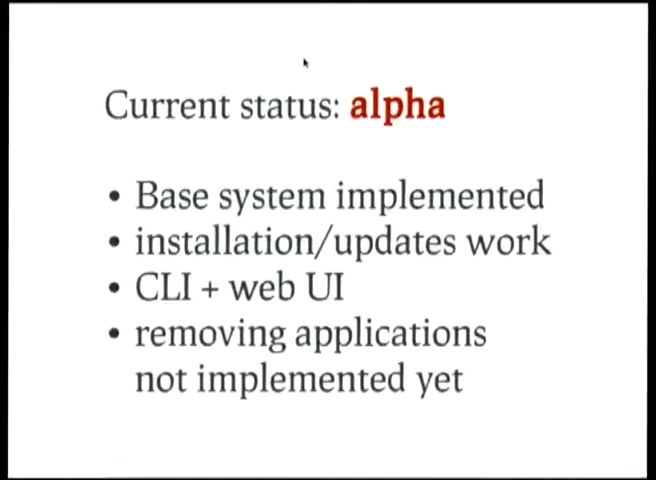 Current status: alpha
• Base system implemented
• installation/updates work
• CLI + web UI
• removing applications
not implemented yet